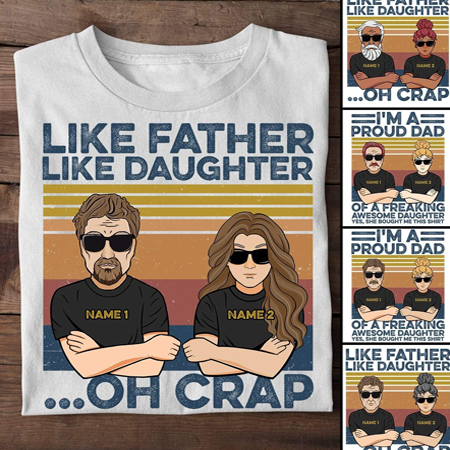 LIKE FATHER
LIKE DAUGHTER
NAME 1
NAME 2
...OH CRAP
LIKE FATHER
LIKE DAUGHTER
NAME 1
NAME 2
...OH CRAP
I'M A
PROUD DAD
NAME 1
NAME 2
OF A FREAKING
AWESOME DAUGHTER
YES, SHE BOUGHT ME THIS SHIRT
I'M A
PROUD DAD
NAME 1
NAME 2
OF A FREAKING
AWESOME DAUGHTER
YES, SHE BOUGHT ME THIS SHIRT
LIKE FATHER
LIKE DAUGHTER
NAME 1
NAME 2